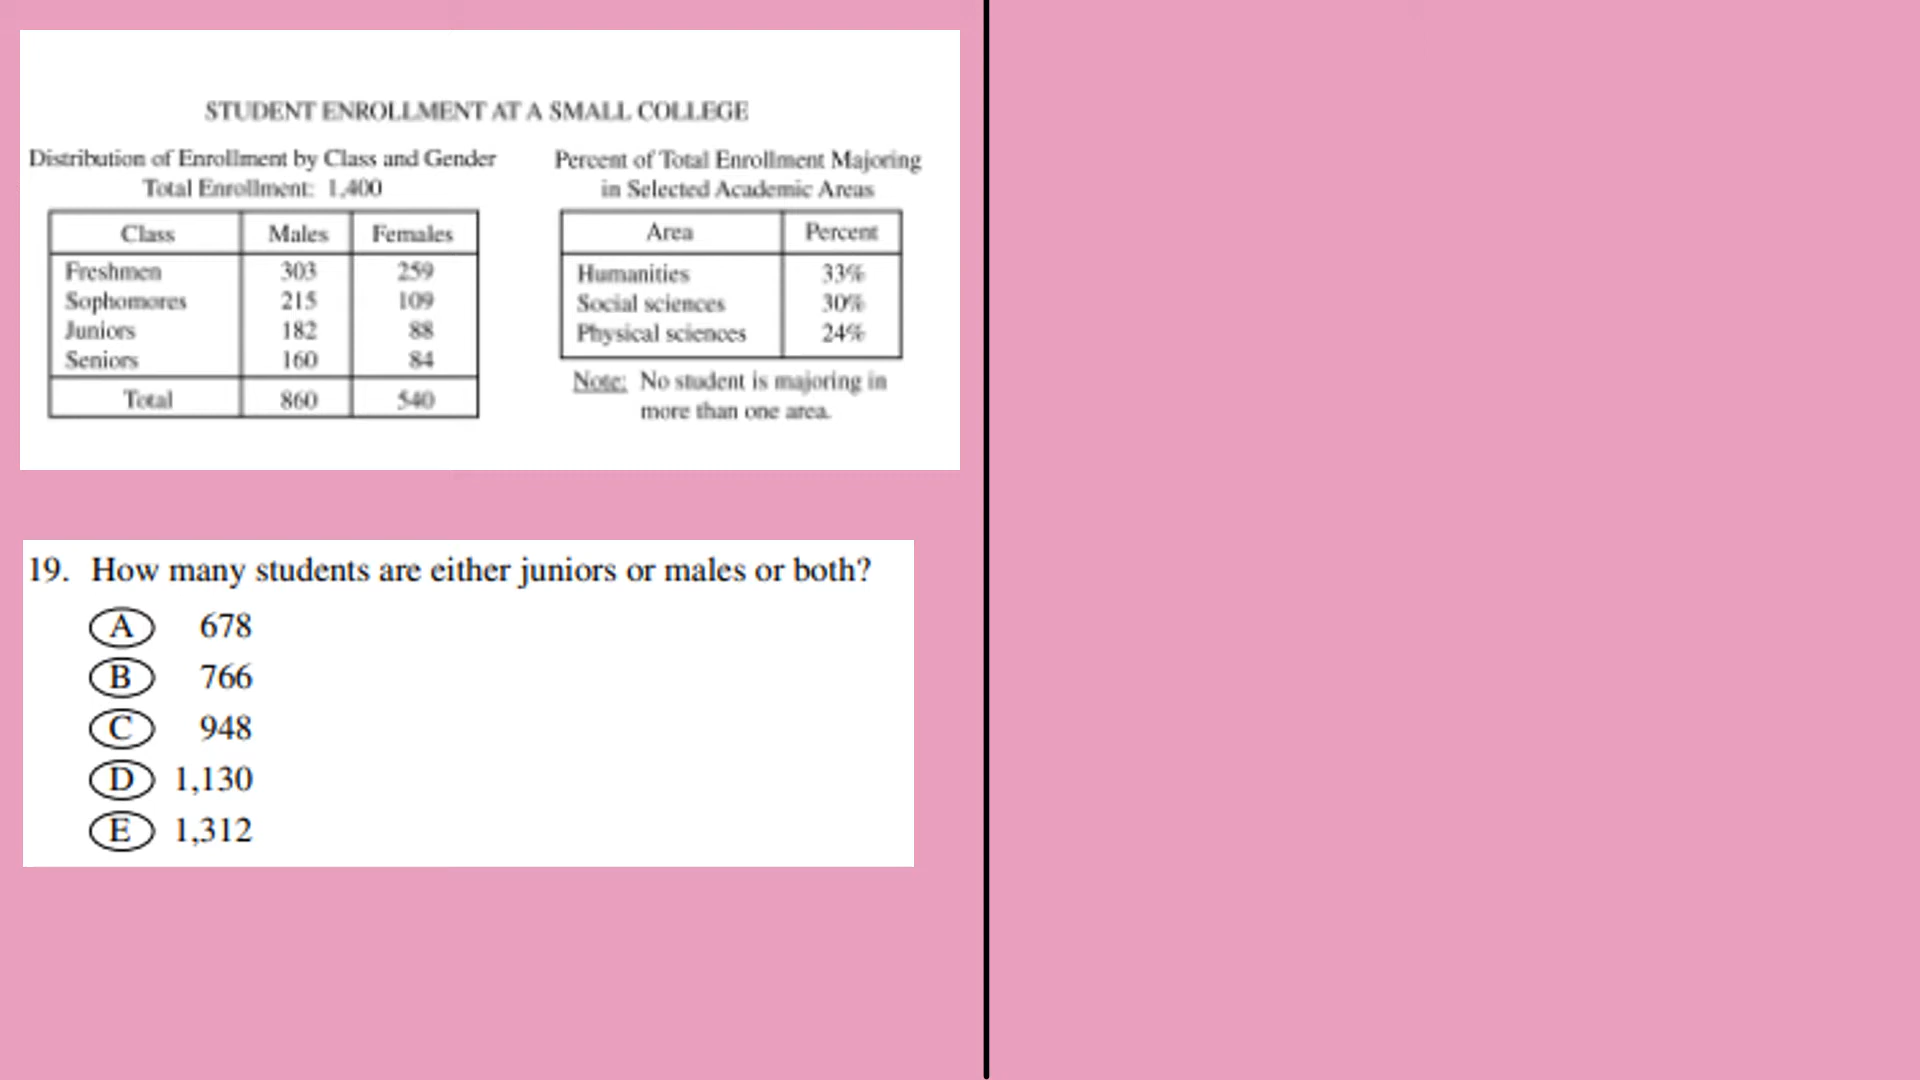 STUDENT ENROLLMENT AT A SMALL COLLEGE
Distribution of Enrollment by Class and Gender
Total Enrollment: 1,400
Class Males Females
Freshmen 303 259
Sophomores 215 109
Juniors 182 88
Seniors 160 84
Total 860 540
Percent of Total Enrollment Majoring
in Selected Academic Areas
Area Percent
Humanities 33%
Social sciences 30%
Physical sciences 24%
Note: No student is majoring in
more than one area.
19. How many students are either juniors or males or both?
A 678
B 766
C 948
D 1,130
E 1,312